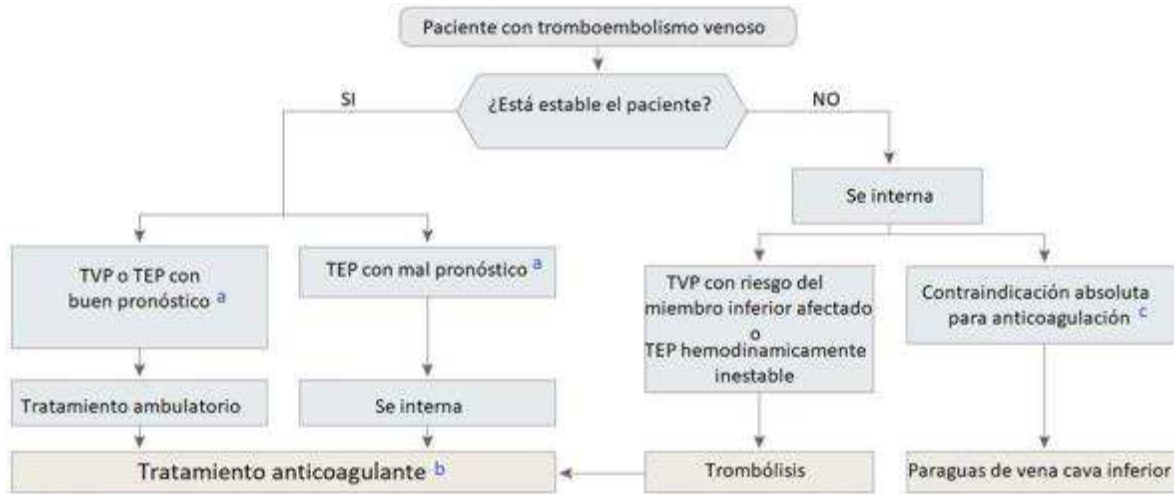 Paciente con tromboembolismo venoso
¿Está estable el paciente?
SI
NO
Se interna
TVP o TEP con
buen pronóstico a
TEP con mal pronóstico a
TVP con riesgo del
miembro inferior afectado
o
TEP hemodinamicamente
inestable
Contraindicación absoluta
para anticoagulación c
Tratamiento ambulatorio
Se interna
Tratamiento anticoagulante b
Trombólisis
Paraguas de vena cava inferior